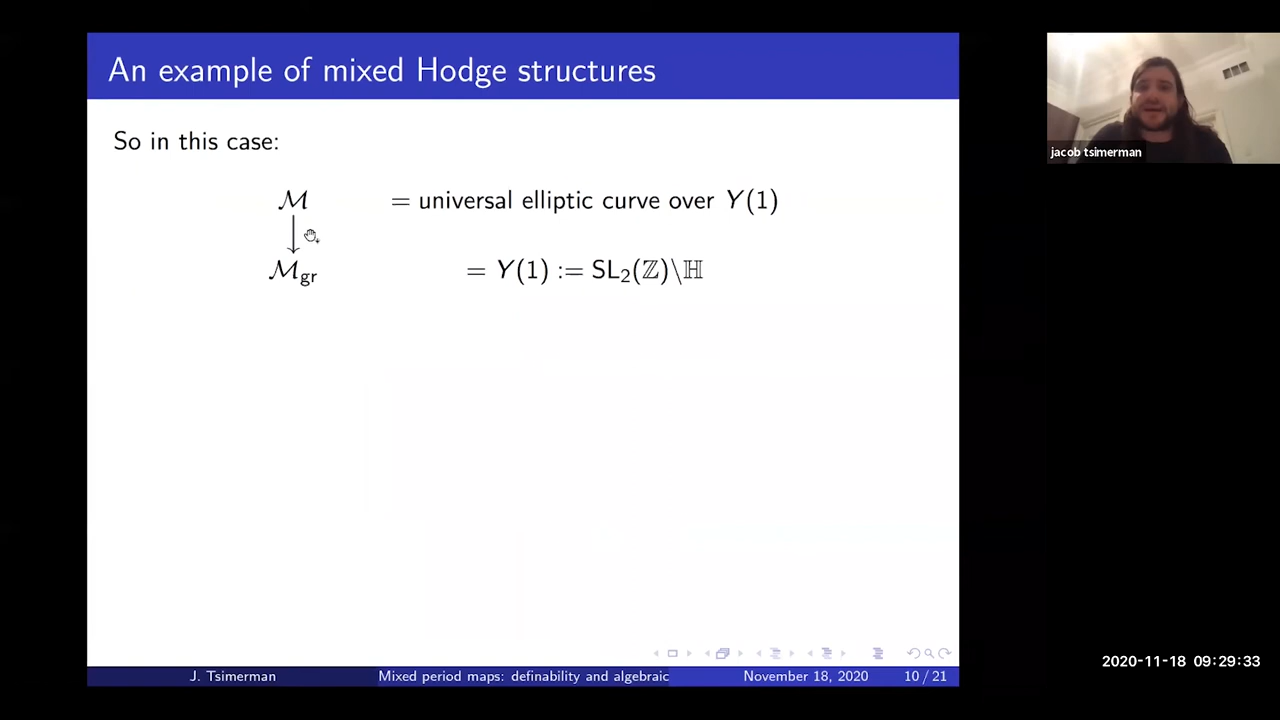 An example of mixed Hodge structures
jacob tsimerman
So in this case:
ℳ = universal elliptic curve over Y(1)
ℳgr = Y(1) := SL₂(ℤ)\ℍ
2020-11-18 09:29:33
J. Tsimerman Mixed period maps: definability and algebraic November 18, 2020 10 / 21